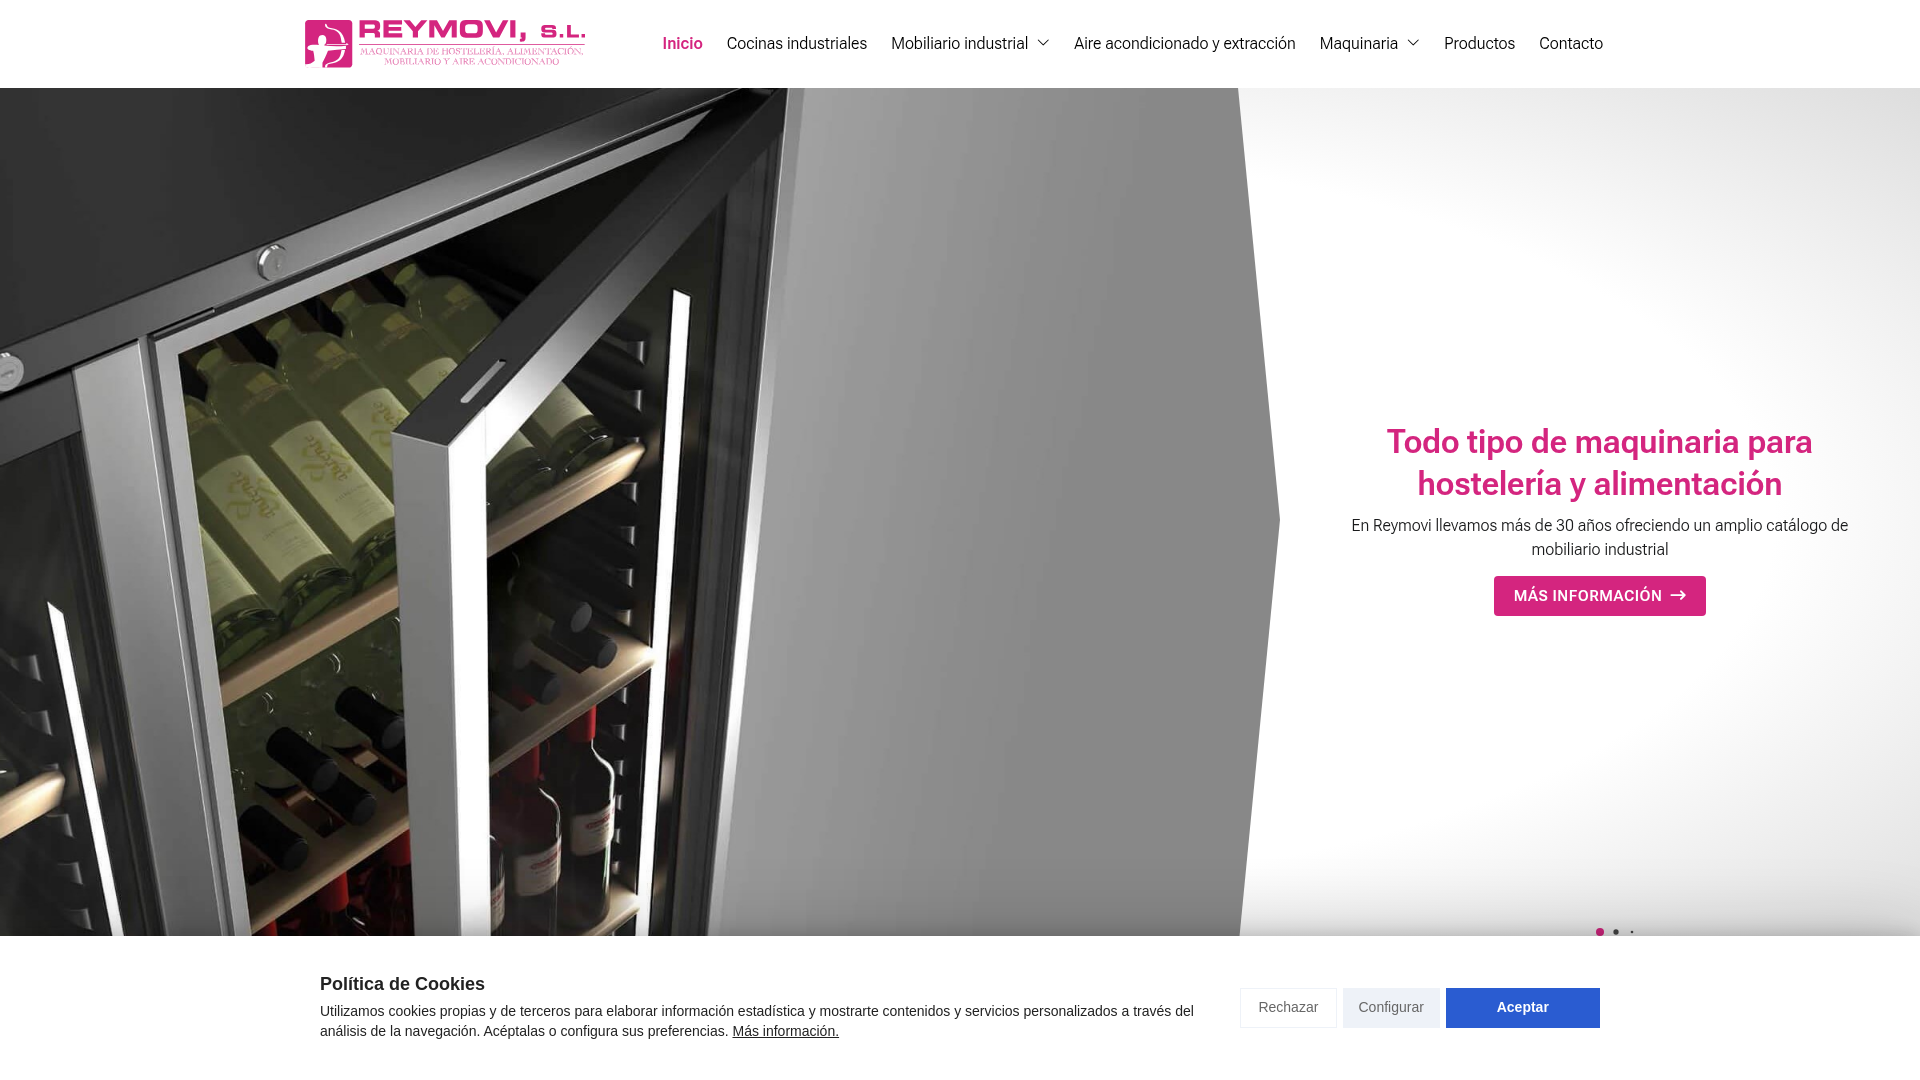 REYMOVI, S.L.
MAQUINARIA DE HOSTELERÍA, ALIMENTACIÓN,
MOBILIARIO Y AIRE ACONDICIONADO
Inicio
Cocinas industriales
Mobiliario industrial
Aire acondicionado y extracción
Maquinaria
Productos
Contacto
Todo tipo de maquinaria para
hostelería y alimentación
En Reymovi llevamos más de 30 años ofreciendo un amplio catálogo de
mobiliario industrial
MÁS INFORMACIÓN
Política de Cookies
Utilizamos cookies propias y de terceros para elaborar información estadística y mostrarte contenidos y servicios personalizados a través del
análisis de la navegación. Acéptalas o configura sus preferencias. Más información.
Rechazar
Configurar
Aceptar